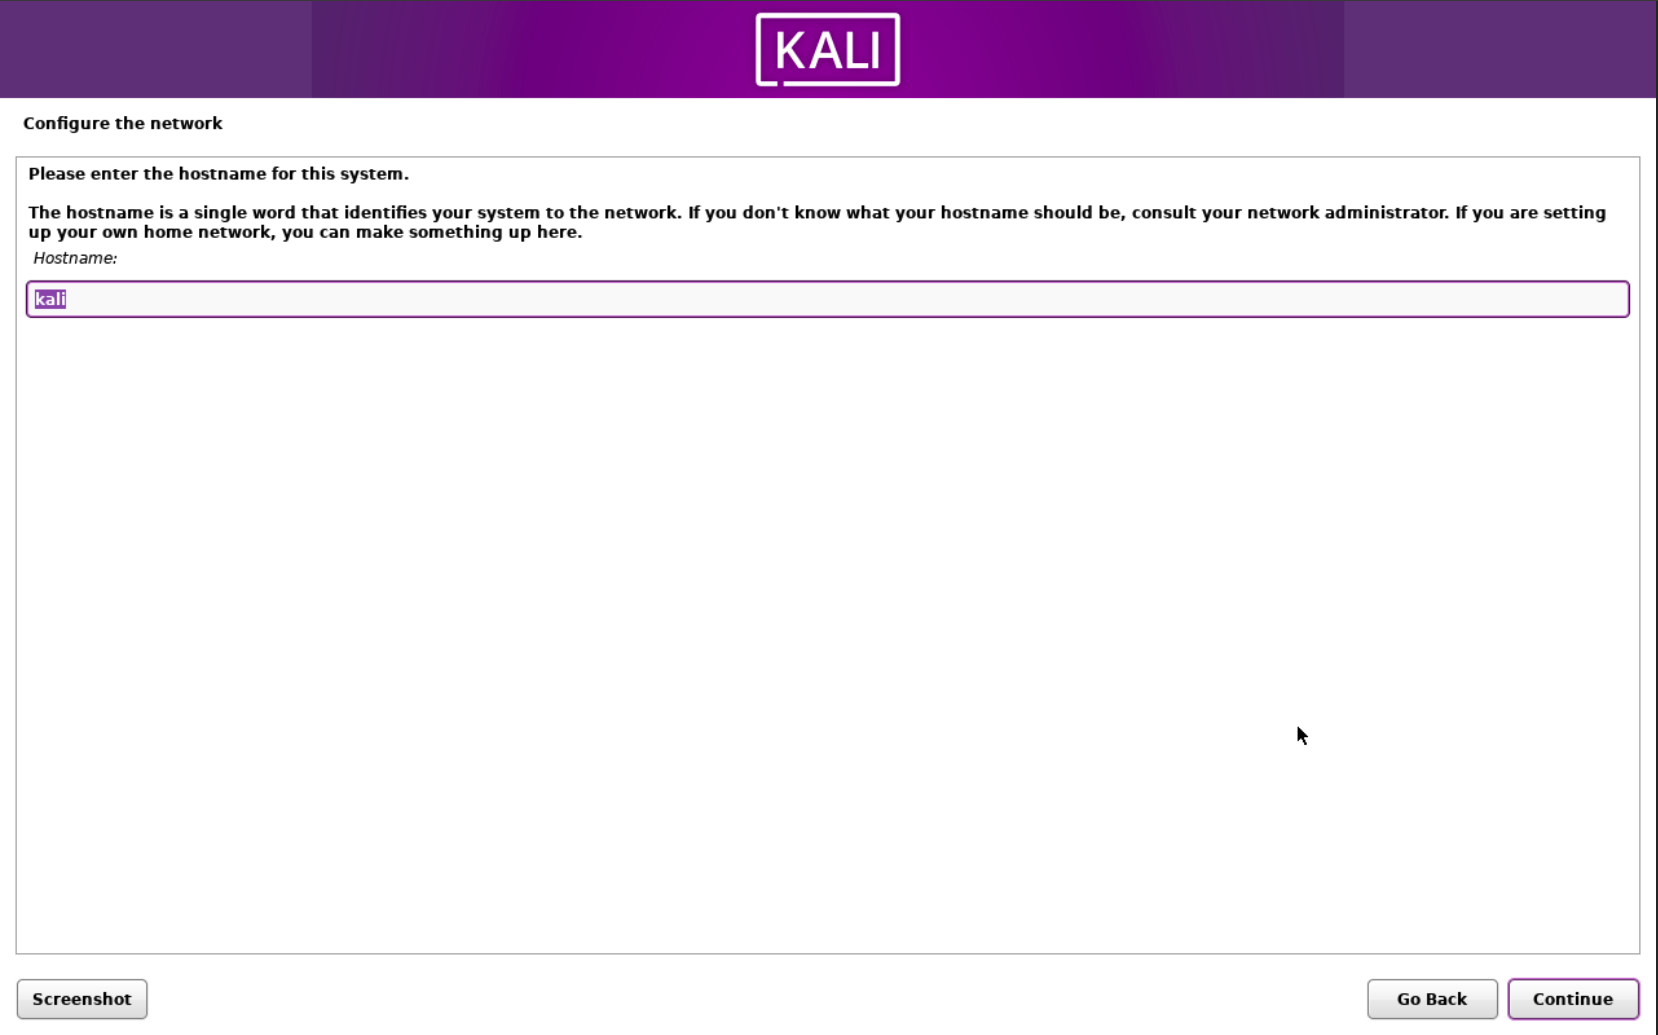 KALI
Configure the network
Please enter the hostname for this system.
The hostname is a single word that identifies your system to the network. If you don't know what your hostname should be, consult your network administrator. If you are setting
up your own home network, you can make something up here.
Hostname:
kali
Screenshot
Go Back
Continue